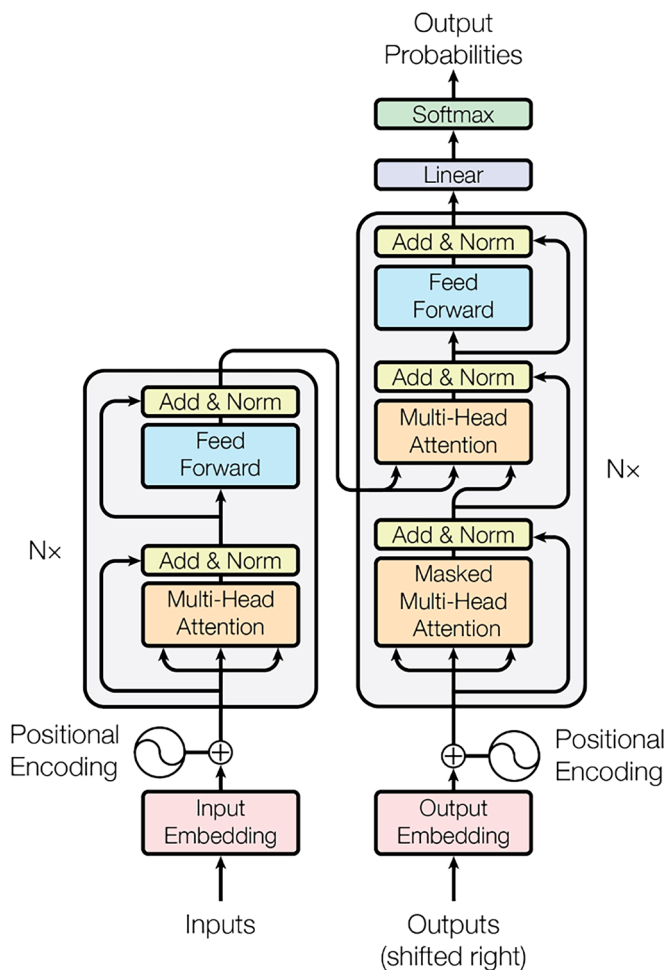 Output
Probabilities
Softmax
Linear
Add & Norm
Feed
Forward
Add & Norm
Multi-Head
Attention
Add & Norm
Masked
Multi-Head
Attention
Nx
Add & Norm
Feed
Forward
Add & Norm
Multi-Head
Attention
N×
Positional
Encoding
Input
Embedding
Inputs
Positional
Encoding
Output
Embedding
Outputs
(shifted right)